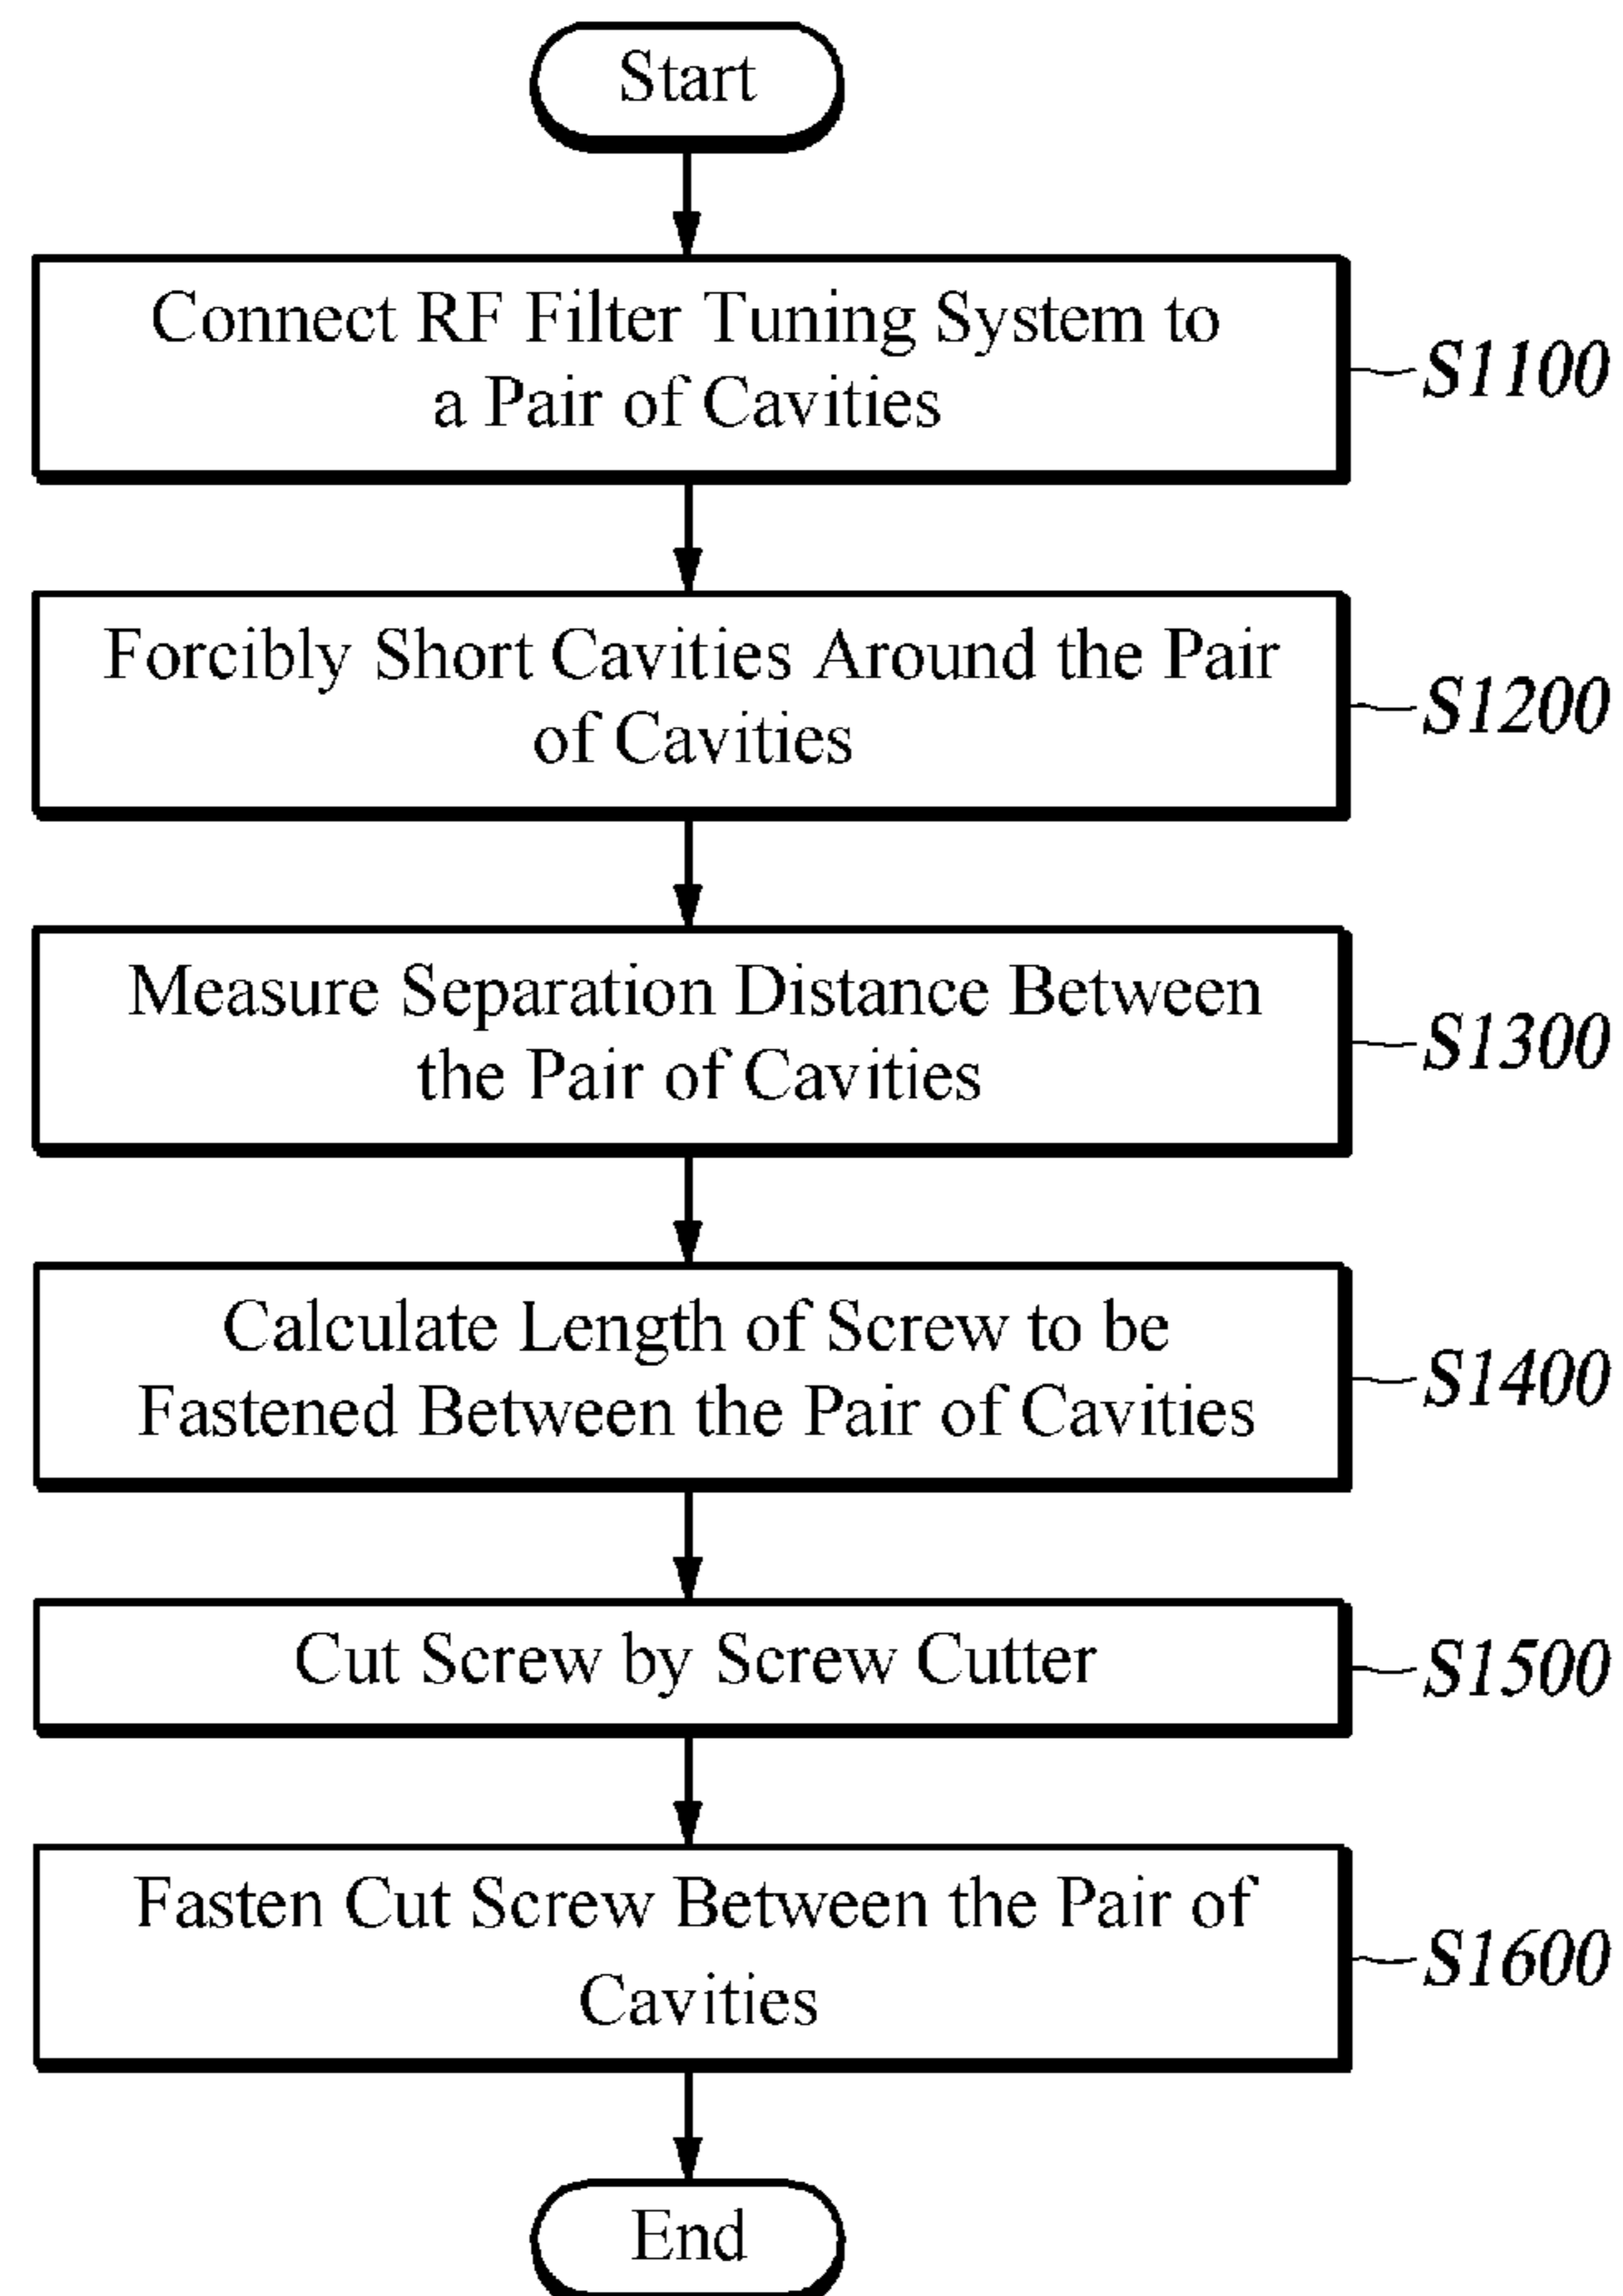 Start
Connect RF Filter Tuning System to
a Pair of Cavities
S1100
Forcibly Short Cavities Around the Pair
of Cavities
S1200
Measure Separation Distance Between
the Pair of Cavities
S1300
Calculate Length of Screw to be
Fastened Between the Pair of Cavities
S1400
Cut Screw by Screw Cutter
S1500
Fasten Cut Screw Between the Pair of
Cavities
S1600
End